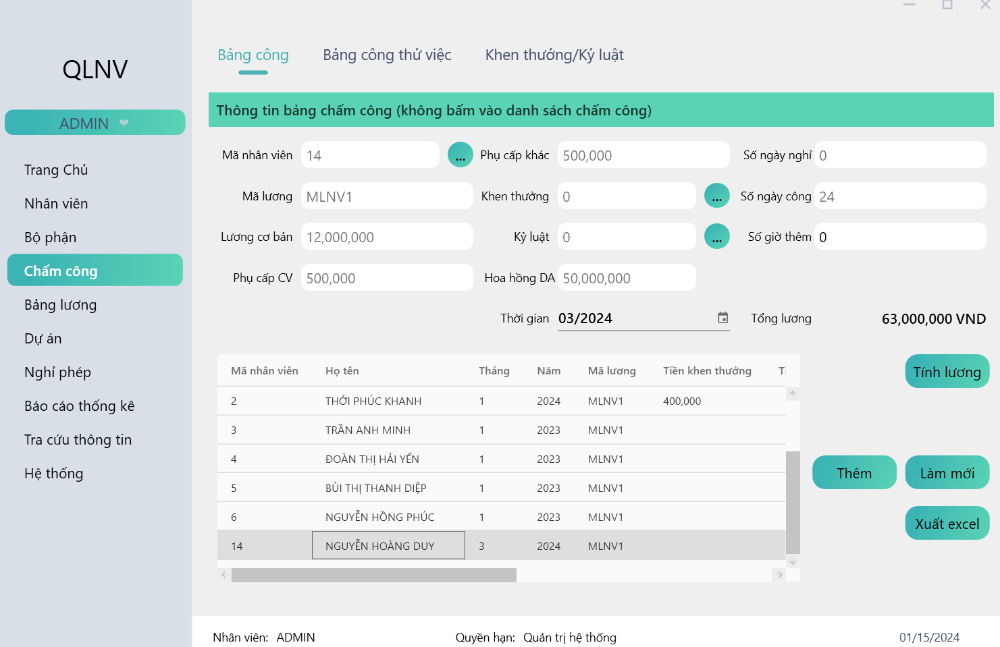 QLNV
ADMIN
Trang Chủ
Nhân viên
Bộ phận
Chấm công
Bảng lương
Dự án
Nghỉ phép
Báo cáo thống kê
Tra cứu thông tin
Hệ thống
Bảng công Bảng công thử việc Khen thưởng/Kỷ luật
Thông tin bảng chấm công (không bấm vào danh sách chấm công)
Mã nhân viên 14 ... Phụ cấp khác 500,000 Số ngày nghỉ 0
Mã lương MLNV1 Khen thưởng 0 ... Số ngày công 24
Lương cơ bản 12,000,000 Kỷ luật 0 ... Số giờ thêm 0
Phụ cấp CV 500,000 Hoa hồng DA 50,000,000
Thời gian 03/2024 Tổng lương 63,000,000 VND
Mã nhân viên Họ tên Tháng Năm Mã lương Tiền khen thưởng
2 THỚI PHÚC KHANH 1 2024 MLNV1 400,000
3 TRẦN ANH MINH 1 2023 MLNV1
4 ĐOÀN THỊ HẢI YẾN 1 2023 MLNV1
5 BÙI THỊ THANH DIỆP 1 2023 MLNV1
6 NGUYỄN HỒNG PHÚC 1 2023 MLNV1
14 NGUYỄN HOÀNG DUY 3 2024 MLNV1
Tính lương
Thêm Làm mới
Xuất excel
Nhân viên: ADMIN Quyền hạn: Quản trị hệ thống 01/15/2024